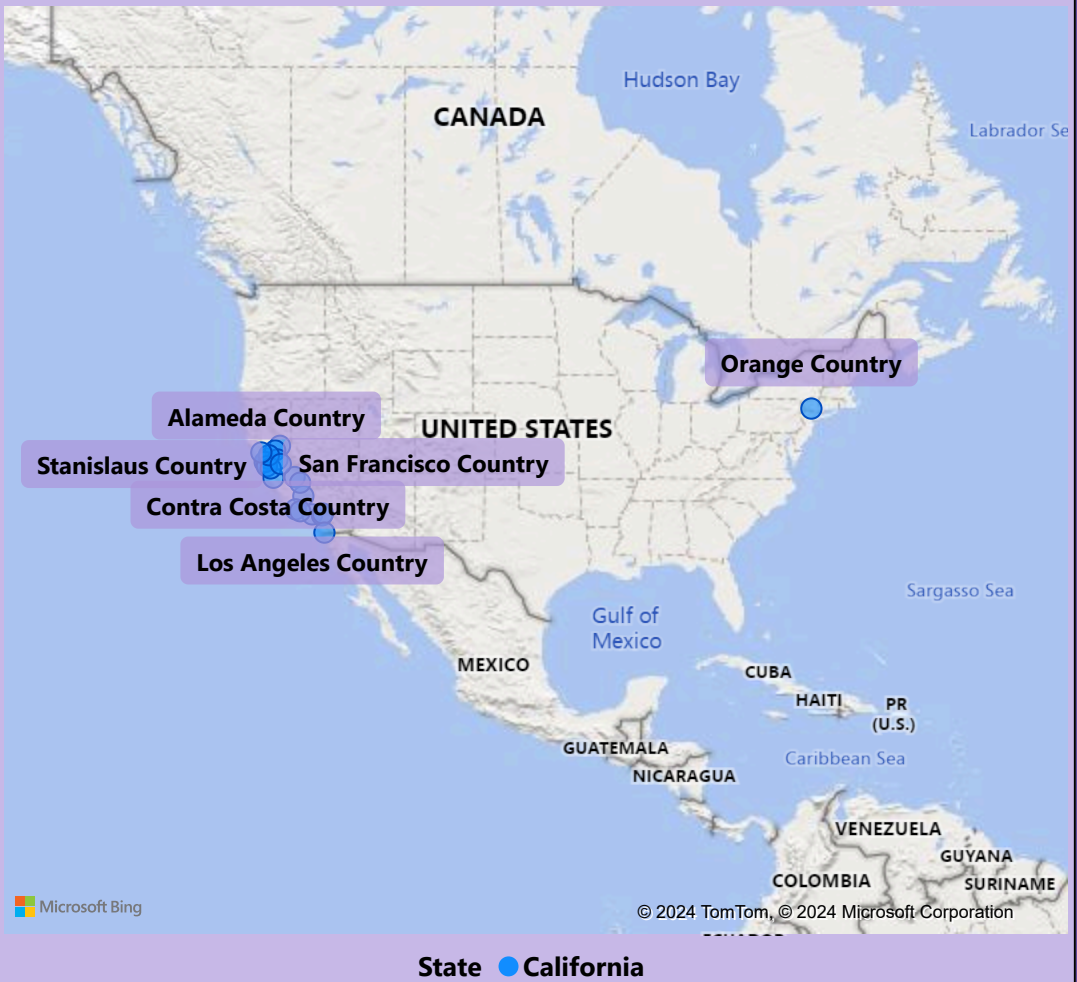 Hudson Bay
CANADA
Labrador Se
Orange Country
Alameda Country
UNITED STATES
Stanislaus Country
San Francisco Country
Contra Costa Country
Los Angeles Country
Sargasso Sea
Gulf of
Mexico
MEXICO
CUBA
HAITI
PR
(U.S.)
GUATEMALA
Caribbean Sea
NICARAGUA
VENEZUELA
GUYANA
COLOMBIA
SURINAME
Microsoft Bing
© 2024 TomTom, © 2024 Microsoft Corporation
ECUADOR
State California